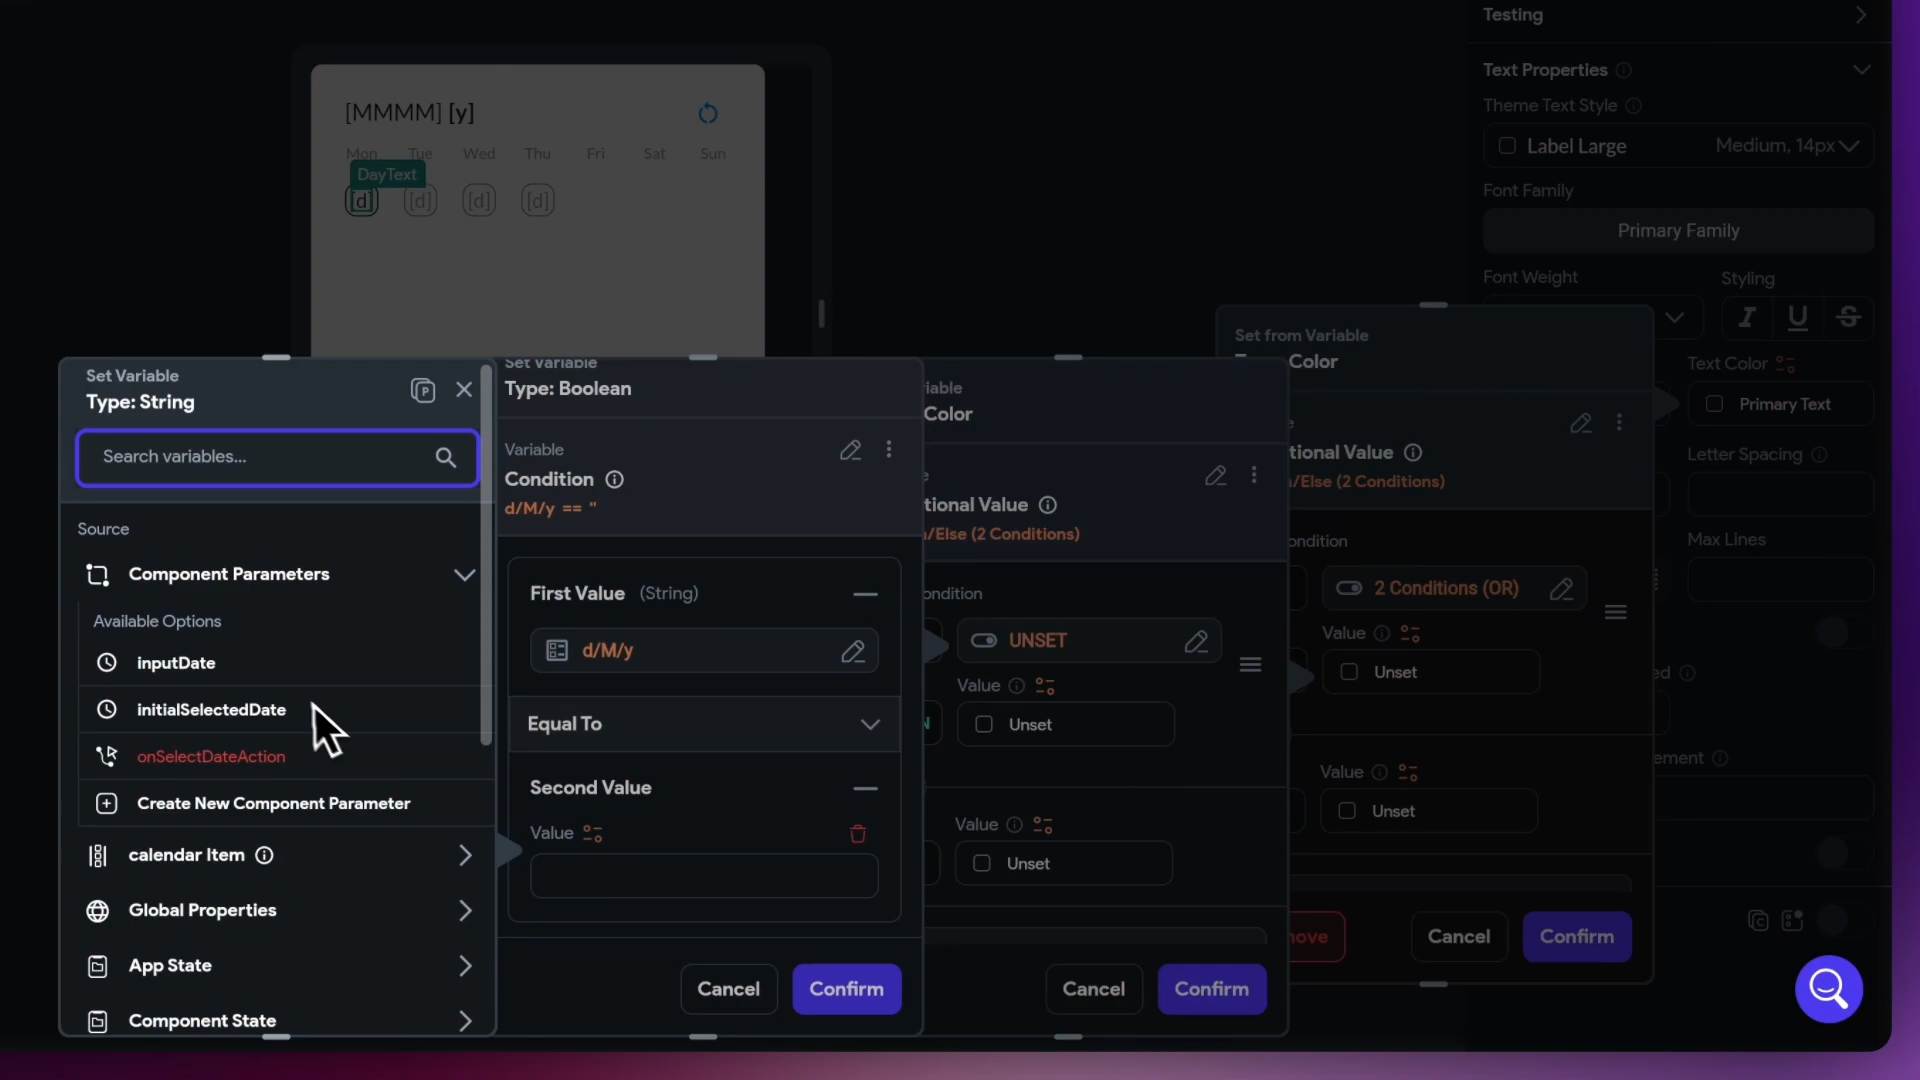 Testing
Text Properties
Theme Text Style
Label Large Medium, 14px
Font Family
Primary Family
Font Weight
Styling
I U S
Text Color
Primary Text
Letter Spacing
Max Lines
[MMMM] [y]
Mon Tue Wed Thu Fri Sat Sun
DayText
[d] [d] [d] [d]
Set Variable
Type: String
Search variables...
Source
Component Parameters
Available Options
inputDate
initialSelectedDate
onSelectDateAction
Create New Component Parameter
calendar Item
Global Properties
App State
Component State
Set Variable
Type: Boolean
Variable
Condition
d/M/y == "
First Value (String)
d/M/y
Equal To
Second Value
Value
Cancel Confirm
iable
Color
tional Value
n/Else (2 Conditions)
ondition
UNSET
Value
Unset
Value
Unset
Cancel Confirm
Set from Variable
Color
tional Value
n/Else (2 Conditions)
ondition
2 Conditions (OR)
Value
Unset
Value
Unset
nove
Cancel Confirm
ed
ement